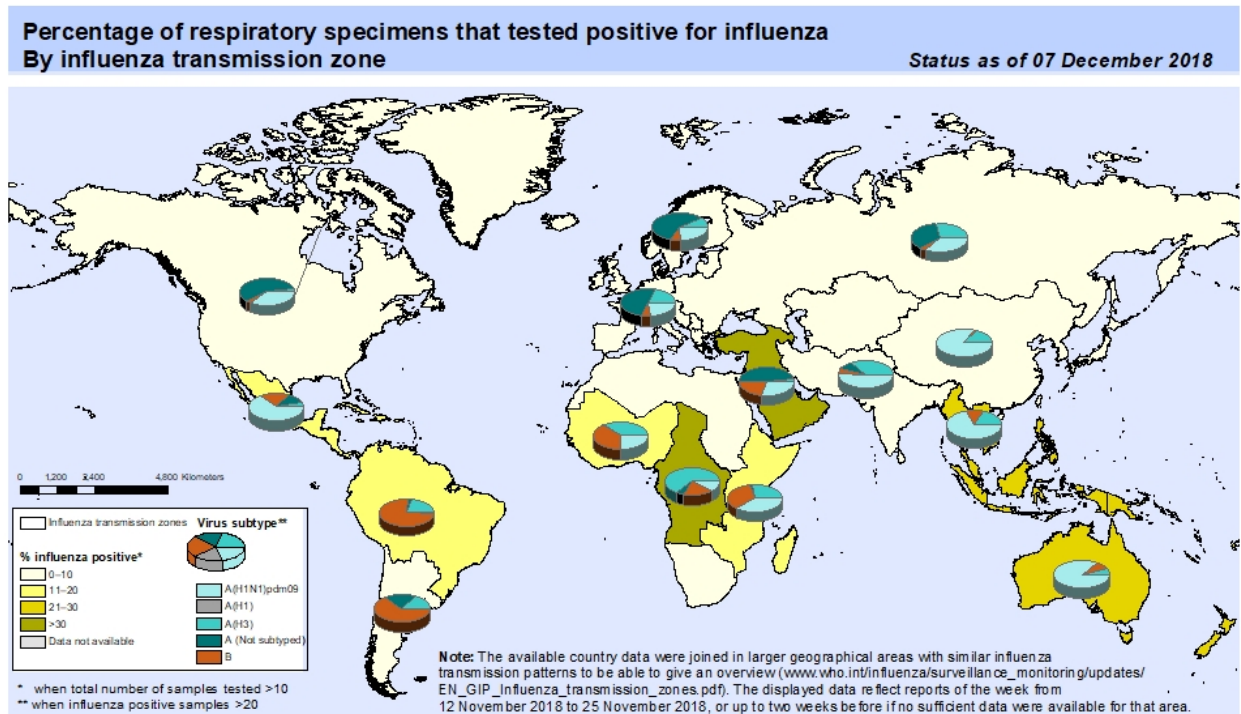 Percentage of respiratory specimens that tested positive for influenza
By influenza transmission zone
Status as of 07 December 2018
0 1,200 2,400 4,800 Kilometers
Influenza transmission zones
Virus subtype**
% influenza positive*
0–10
11–20
21–30
>30
Data not available
A(H1N1)pdm09
A(H1)
A(H3)
A (Not subtyped)
B
* when total number of samples tested >10
** when influenza positive samples >20
Note: The available country data were joined in larger geographical areas with similar influenza
transmission patterns to be able to give an overview (www.who.int/influenza/surveillance_monitoring/updates/
EN_GIP_Influenza_transmission_zones.pdf). The displayed data reflect reports of the week from
12 November 2018 to 25 November 2018, or up to two weeks before if no sufficient data were available for that area.